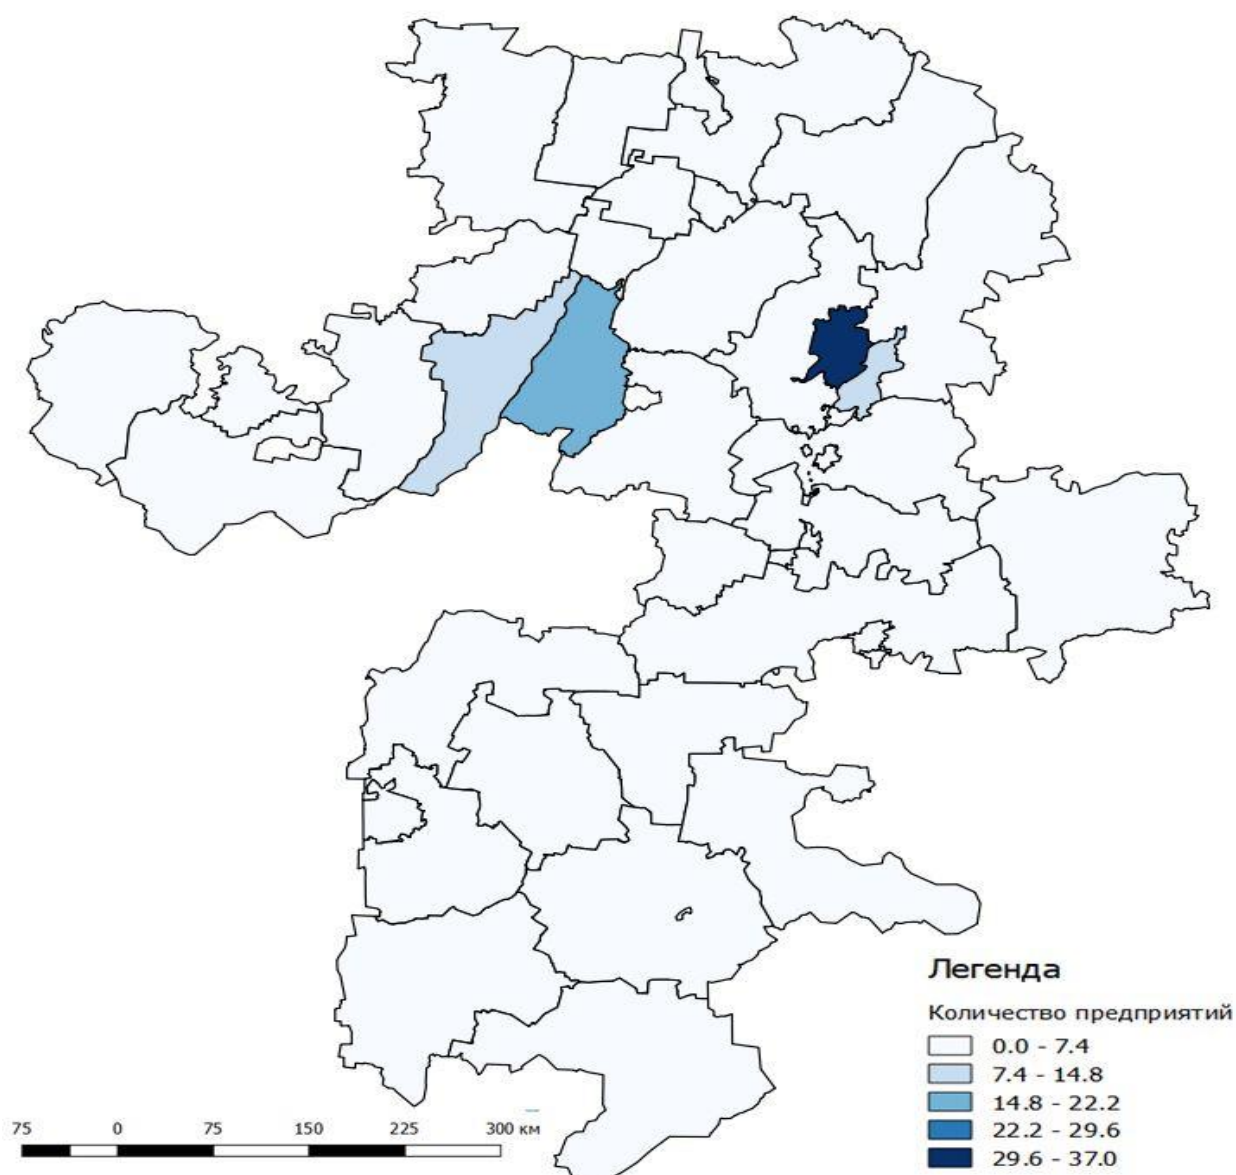 Легенда
Количество предприятий
0.0 - 7.4
7.4 - 14.8
14.8 - 22.2
22.2 - 29.6
29.6 - 37.0
75 0 75 150 225 300 км